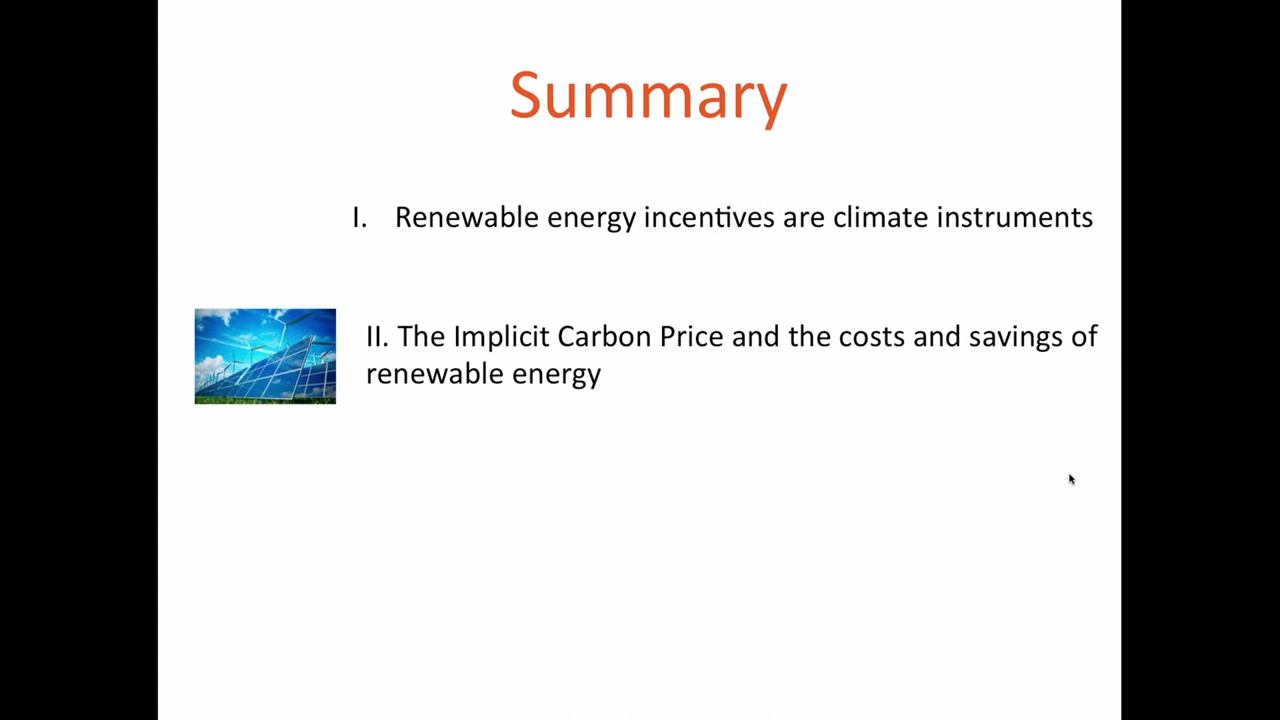 Summary
I. Renewable energy incentives are climate instruments
II. The Implicit Carbon Price and the costs and savings of
renewable energy